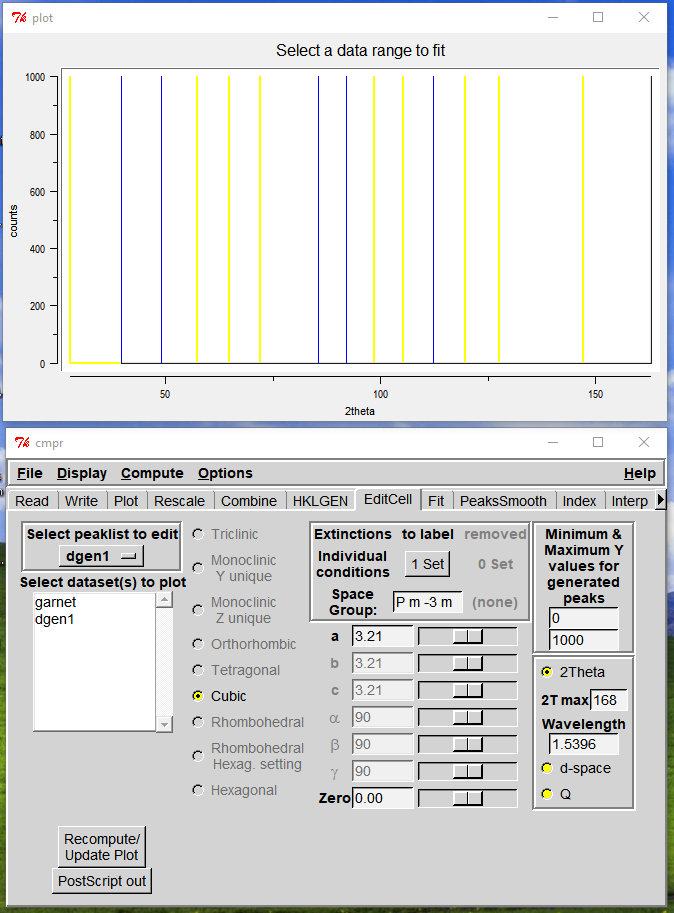 plot
Select a data range to fit
1000
800
600
400
200
0
counts
50
100
150
2theta
cmpr
File Display Compute Options Help
Read Write Plot Rescale Combine HKLGEN EditCell Fit PeaksSmooth Index Interp
Select peaklist to edit
dgen1
Select dataset(s) to plot
garnet
dgen1
Recompute/
Update Plot
PostScript out
Triclinic
Monoclinic
Y unique
Monoclinic
Z unique
Orthorhombic
Tetragonal
Cubic
Rhombohedral
Rhombohedral
Hexag. setting
Hexagonal
Extinctions to label removed
Individual
conditions
1 Set 0 Set
Space
Group:
P m -3 m (none)
a 3.21
b 3.21
c 3.21
α 90
β 90
γ 90
Zero 0.00
Minimum &
Maximum Y
values for
generated
peaks
0
1000
2Theta
2T max 168
Wavelength
1.5396
d-space
Q